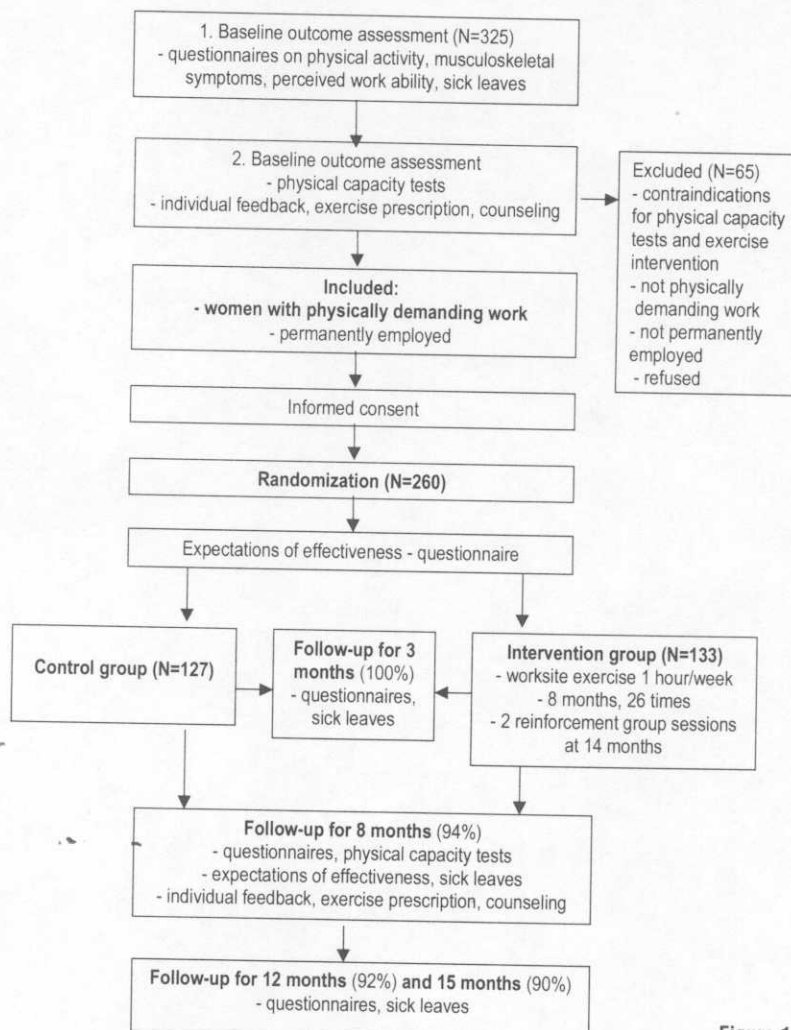 1. Baseline outcome assessment (N=325)
- questionnaires on physical activity, musculoskeletal
symptoms, perceived work ability, sick leaves
2. Baseline outcome assessment
- physical capacity tests
- individual feedback, exercise prescription, counseling
Excluded (N=65)
- contraindications
for physical capacity
tests and exercise
intervention
- not physically
demanding work
- not permanently
employed
- refused
Included:
- women with physically demanding work
- permanently employed
Informed consent
Randomization (N=260)
Expectations of effectiveness - questionnaire
Control group (N=127)
Follow-up for 3
months (100%)
- questionnaires,
sick leaves
Intervention group (N=133)
- worksite exercise 1 hour/week
- 8 months, 26 times
- 2 reinforcement group sessions
at 14 months
Follow-up for 8 months (94%)
- questionnaires, physical capacity tests
- expectations of effectiveness, sick leaves
- individual feedback, exercise prescription, counseling
Follow-up for 12 months (92%) and 15 months (90%)
- questionnaires, sick leaves